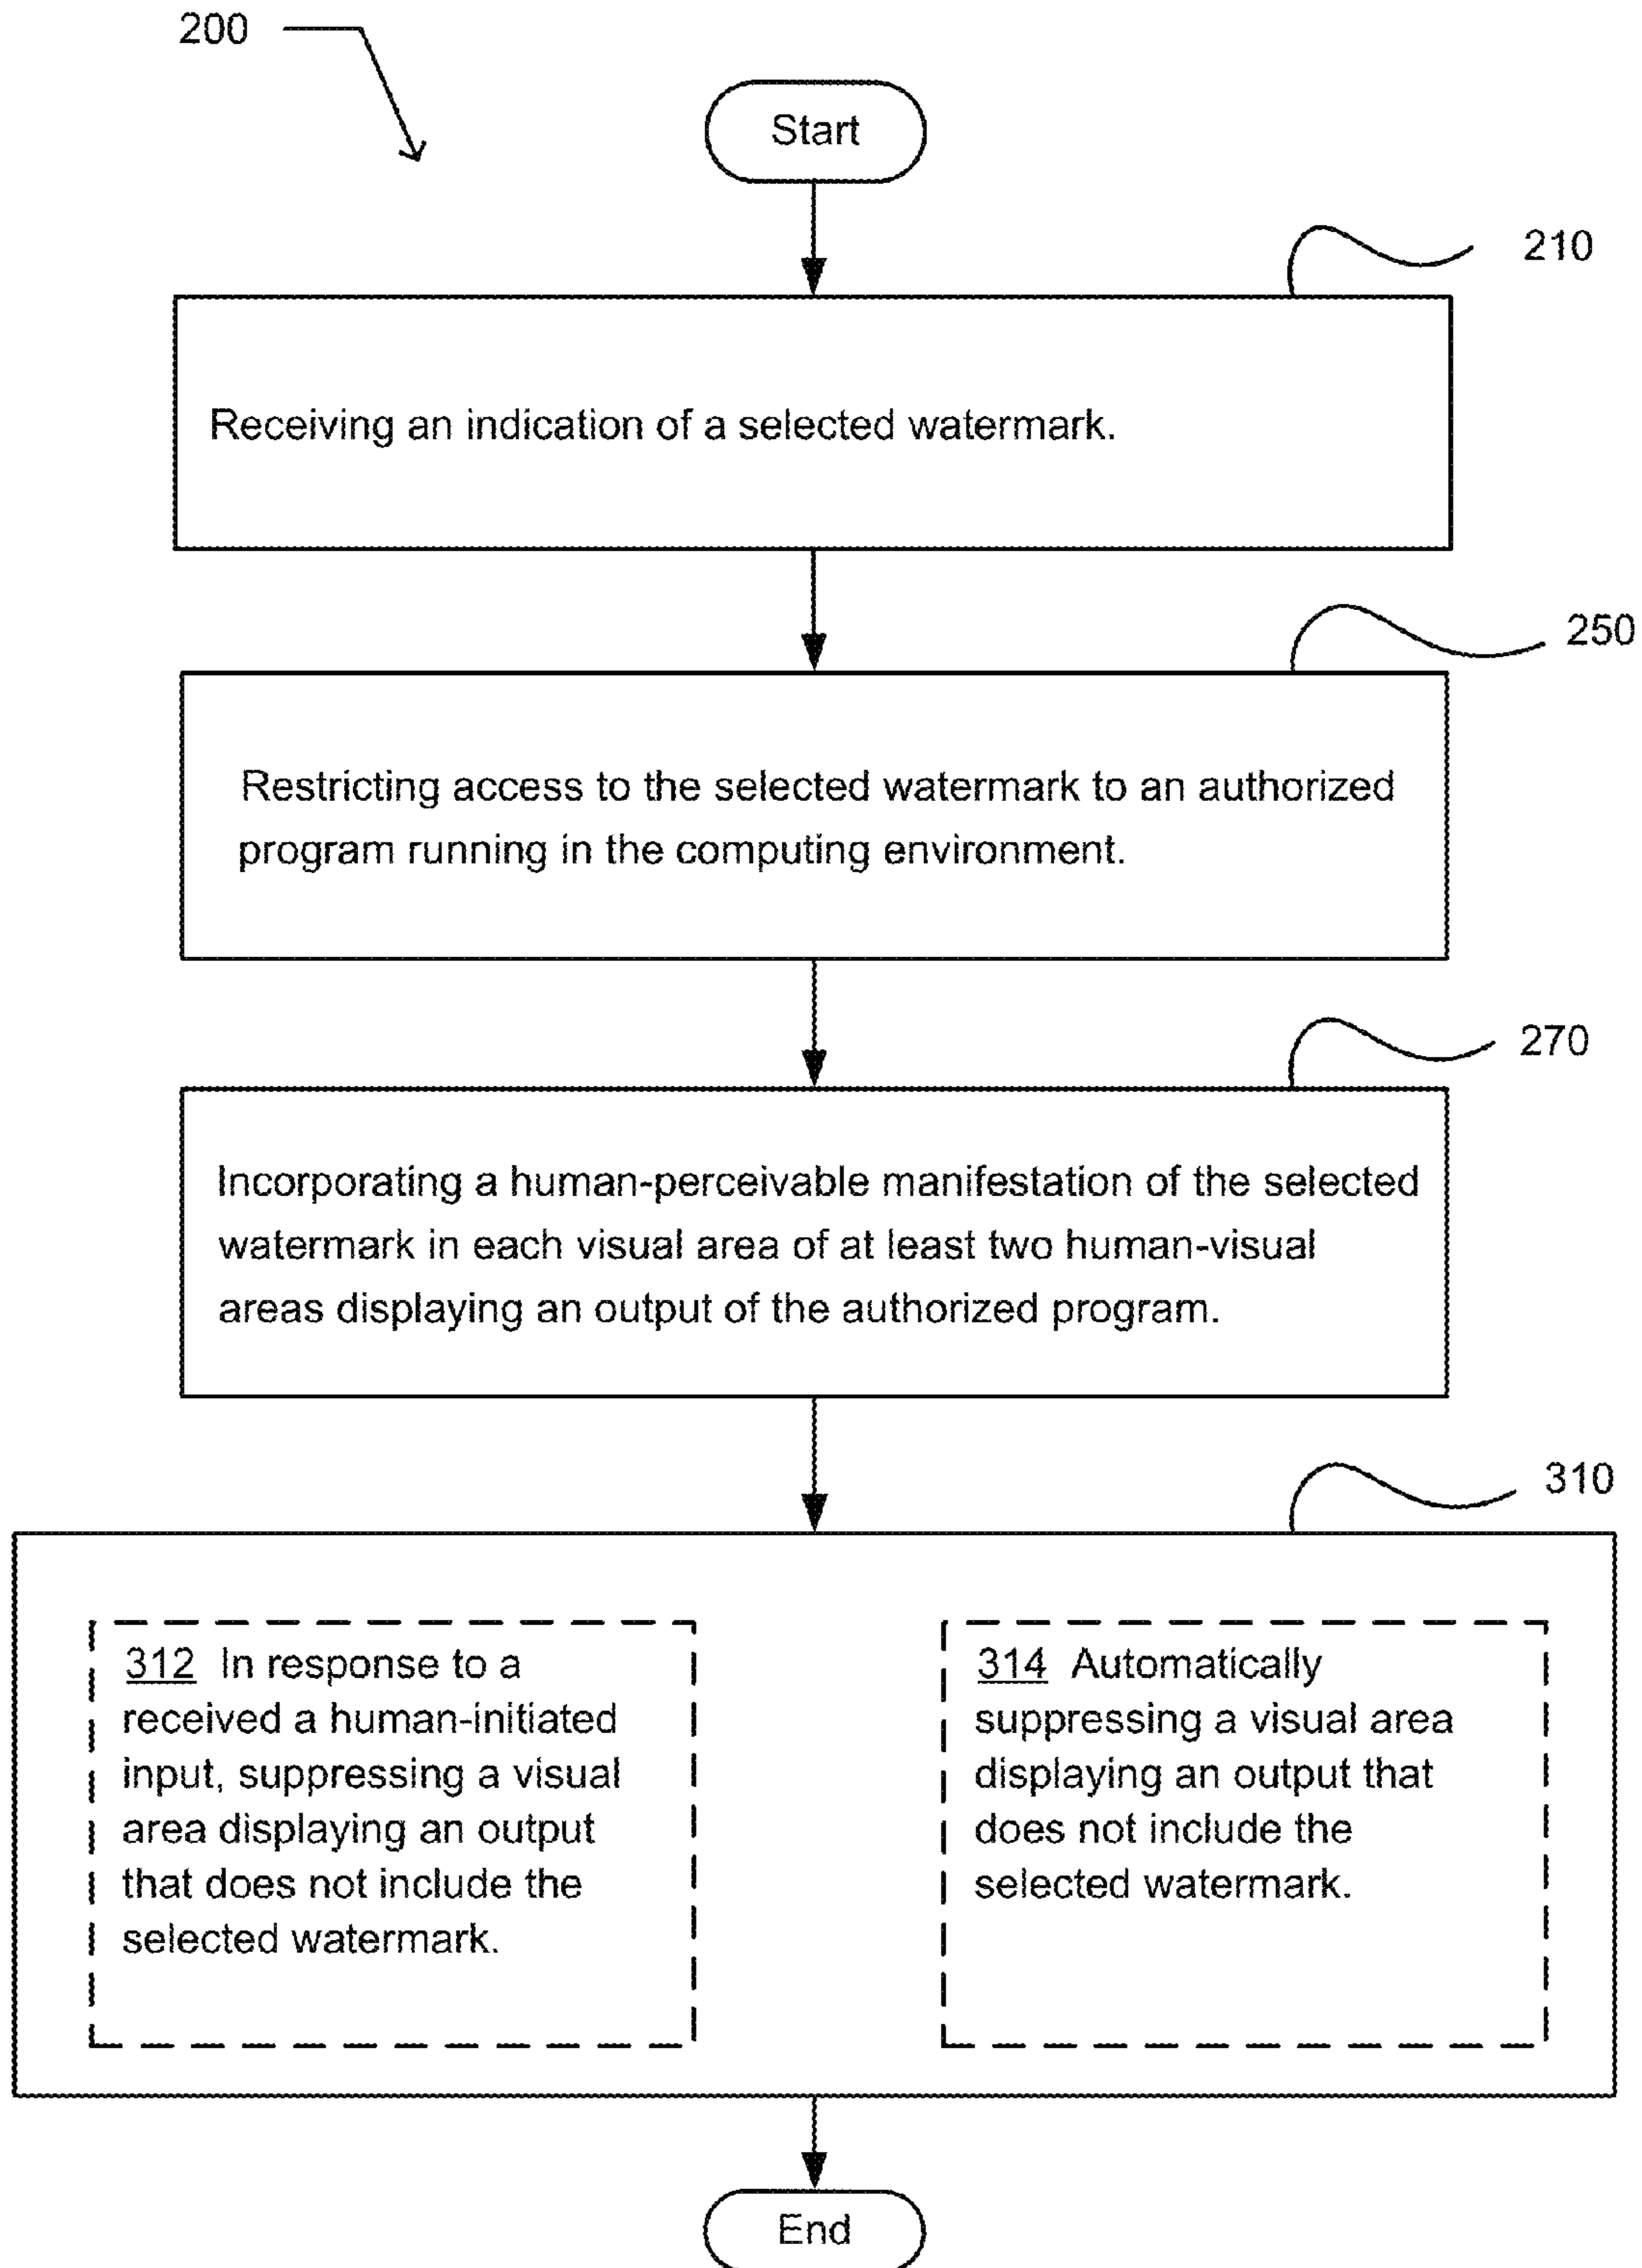 200
Start
210
Receiving an indication of a selected watermark.
250
Restricting access to the selected watermark to an authorized
program running in the computing environment.
270
Incorporating a human-perceivable manifestation of the selected
watermark in each visual area of at least two human-visual
areas displaying an output of the authorized program.
310
312 In response to a
received a human-initiated
input, suppressing a visual
area displaying an output
that does not include the
selected watermark.
314 Automatically
suppressing a visual area
displaying an output that
does not include the
selected watermark.
End